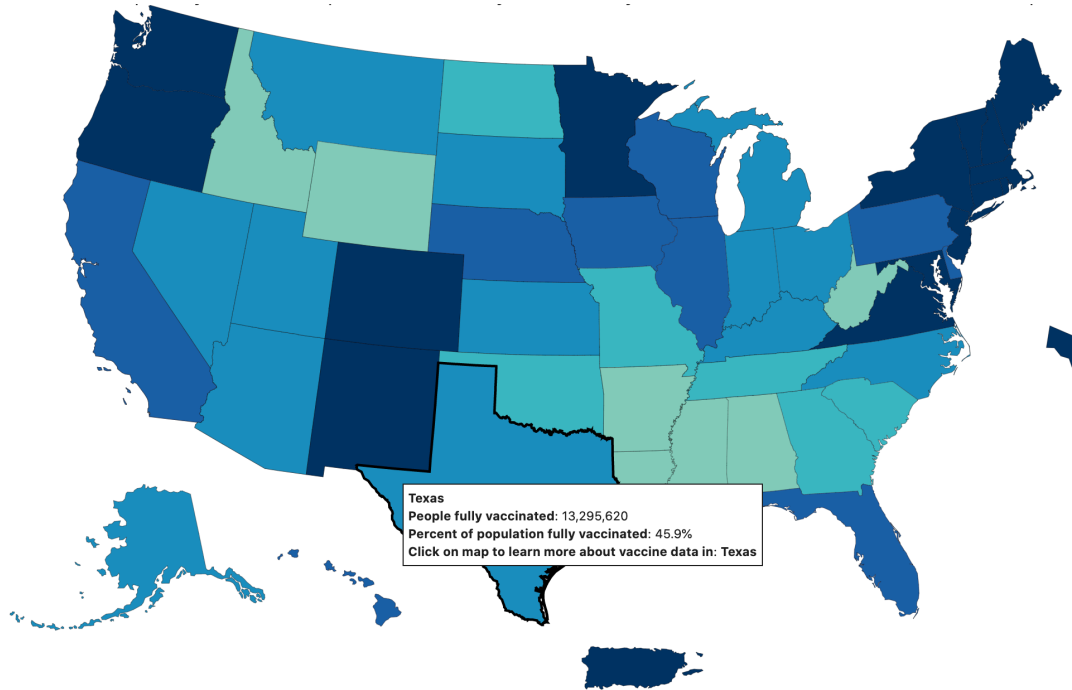 Texas
People fully vaccinated: 13,295,620
Percent of population fully vaccinated: 45.9%
Click on map to learn more about vaccine data in: Texas